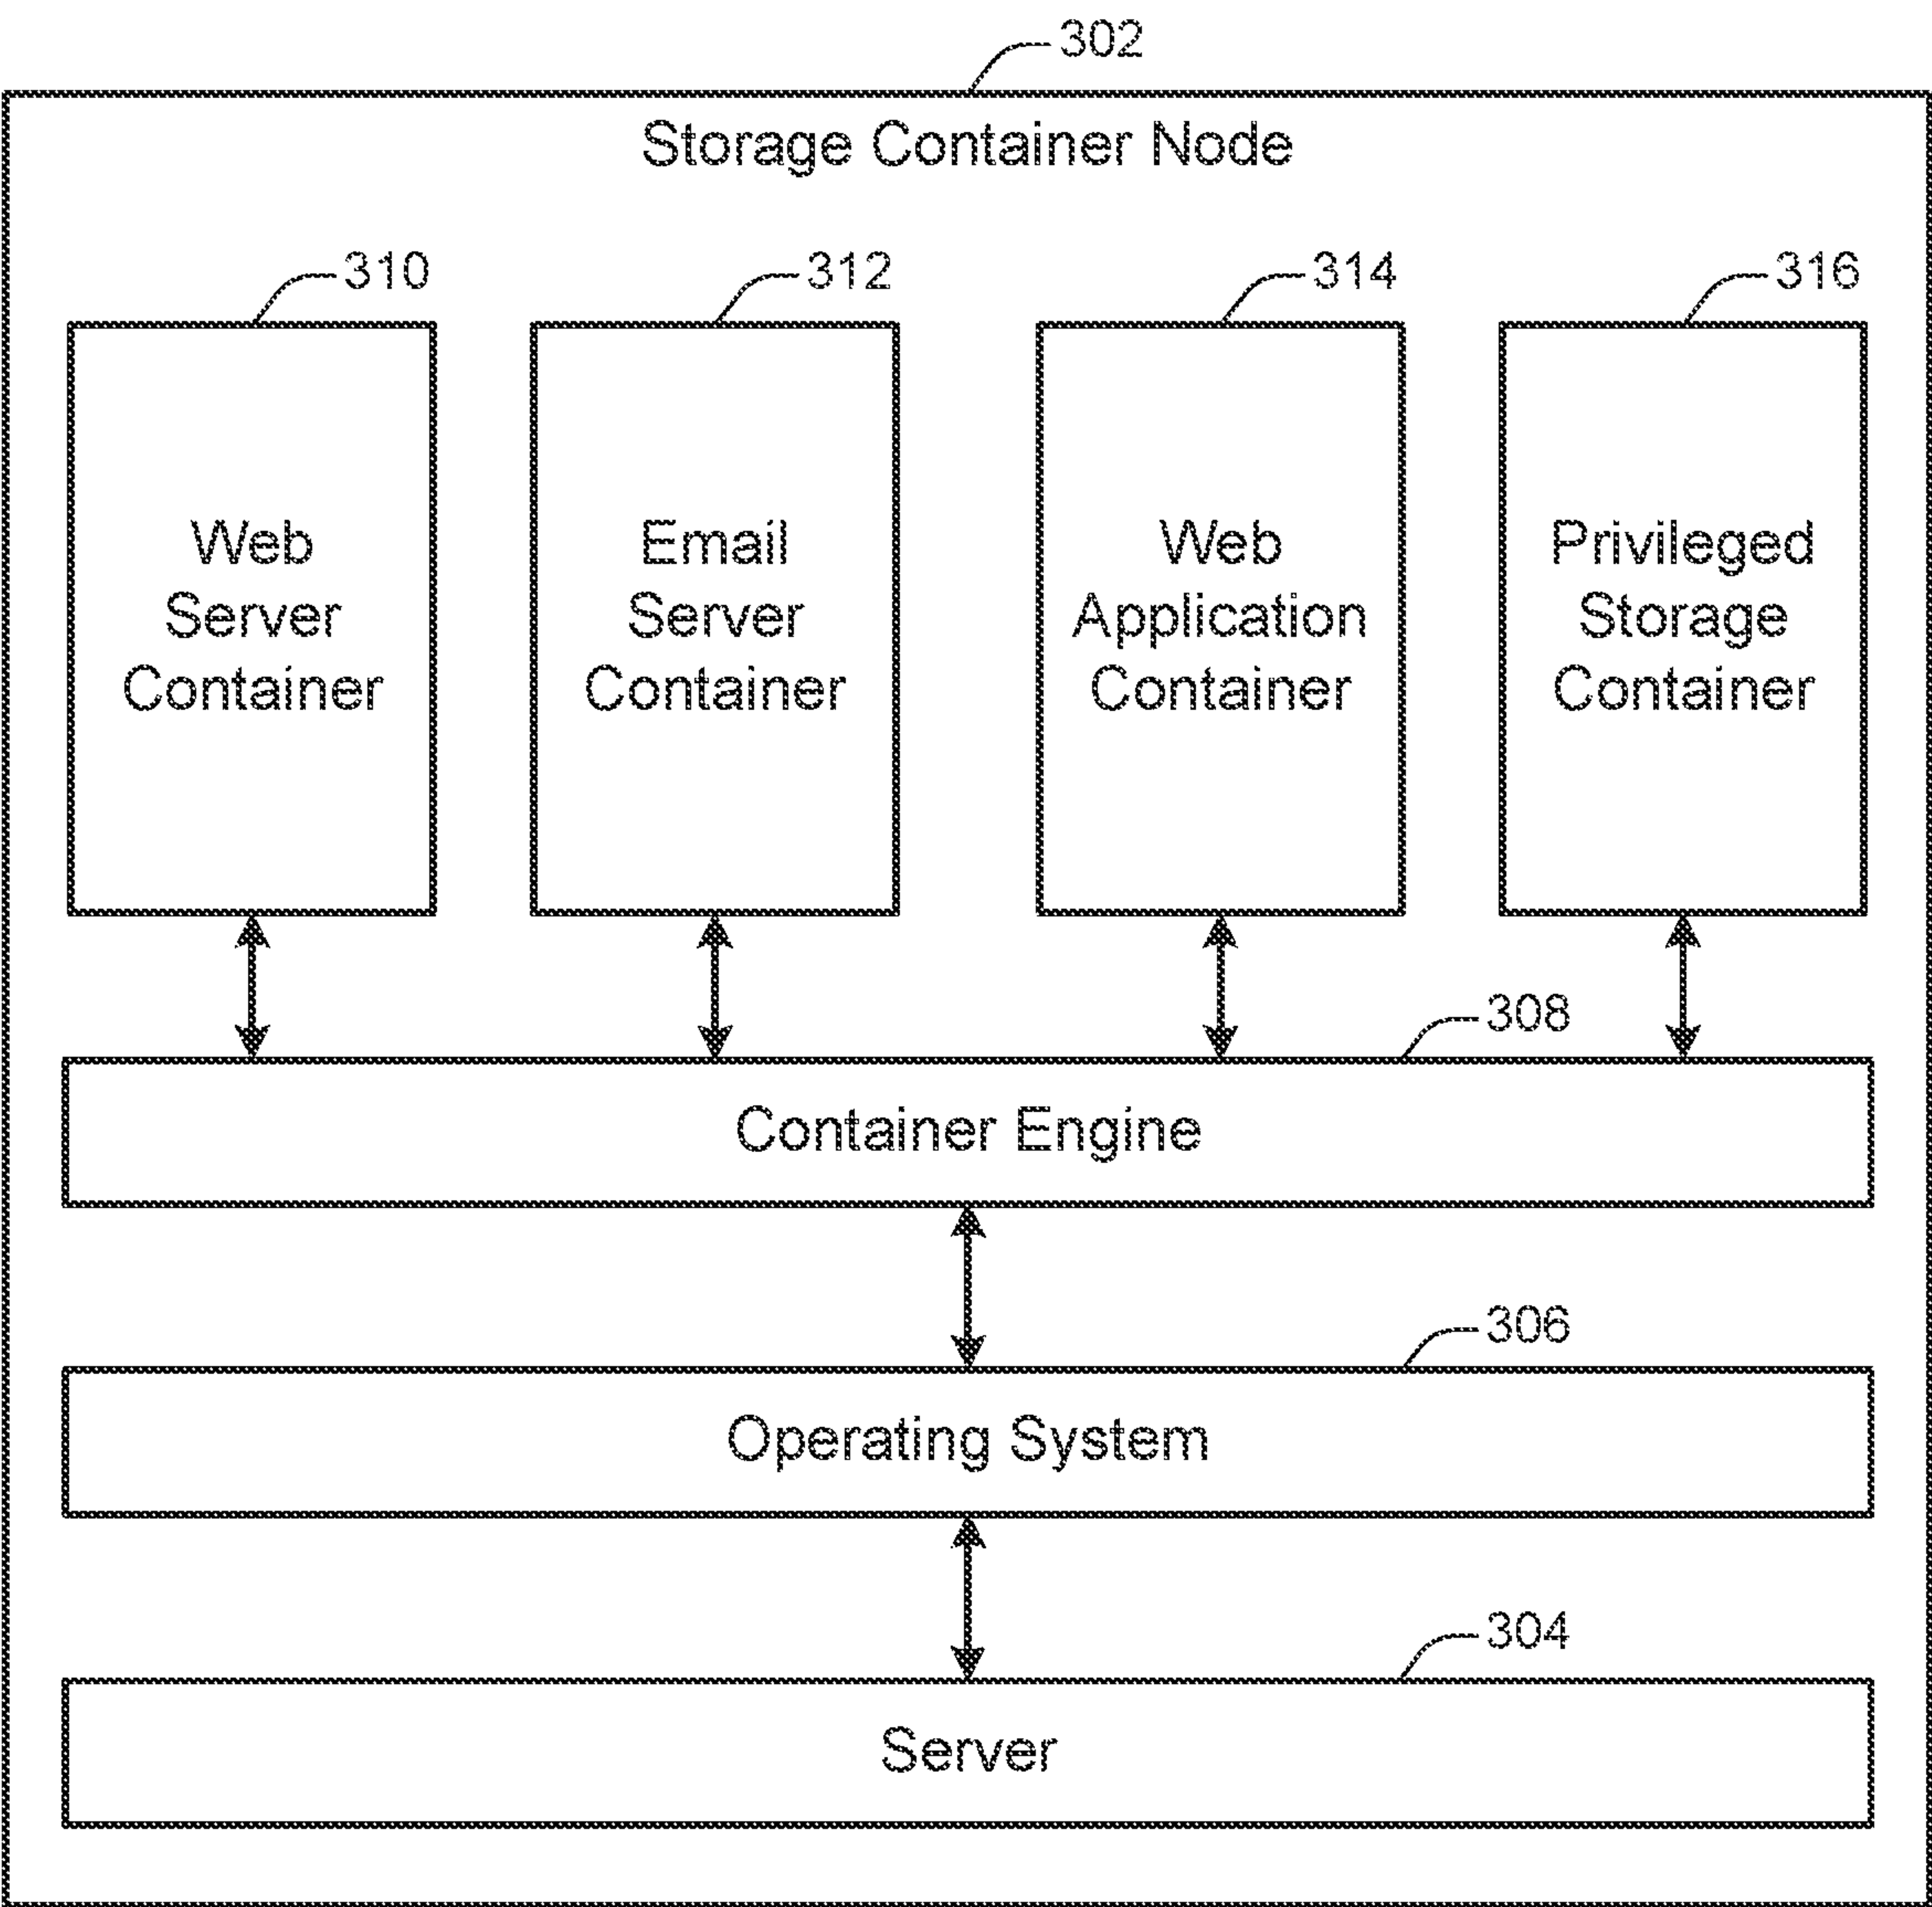 302
Storage Container Node
310
312
314
316
Web
Server
Container
Email
Server
Container
Web
Application
Container
Privileged
Storage
Container
308
Container Engine
306
Operating System
304
Server